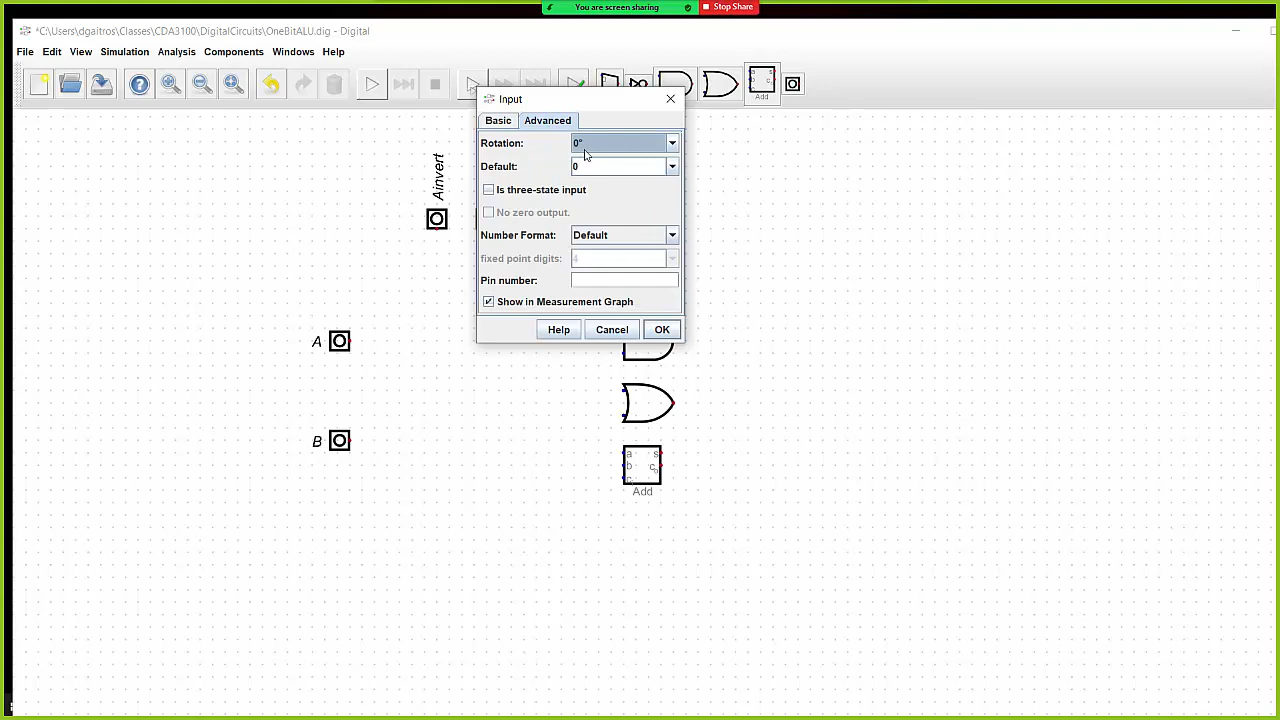 You are screen sharing
Stop Share
*C:\Users\dgaitros\Classes\CDA3100\DigitalCircuits\OneBitALU.dig - Digital
File Edit View Simulation Analysis Components Windows Help
Add
Input
Basic Advanced
Rotation: 0°
Default: 0
Is three-state input
No zero output.
Number Format: Default
fixed point digits: 4
Pin number:
Show in Measurement Graph
Help Cancel OK
Ainvert
A
B
a s
b c
c
Add